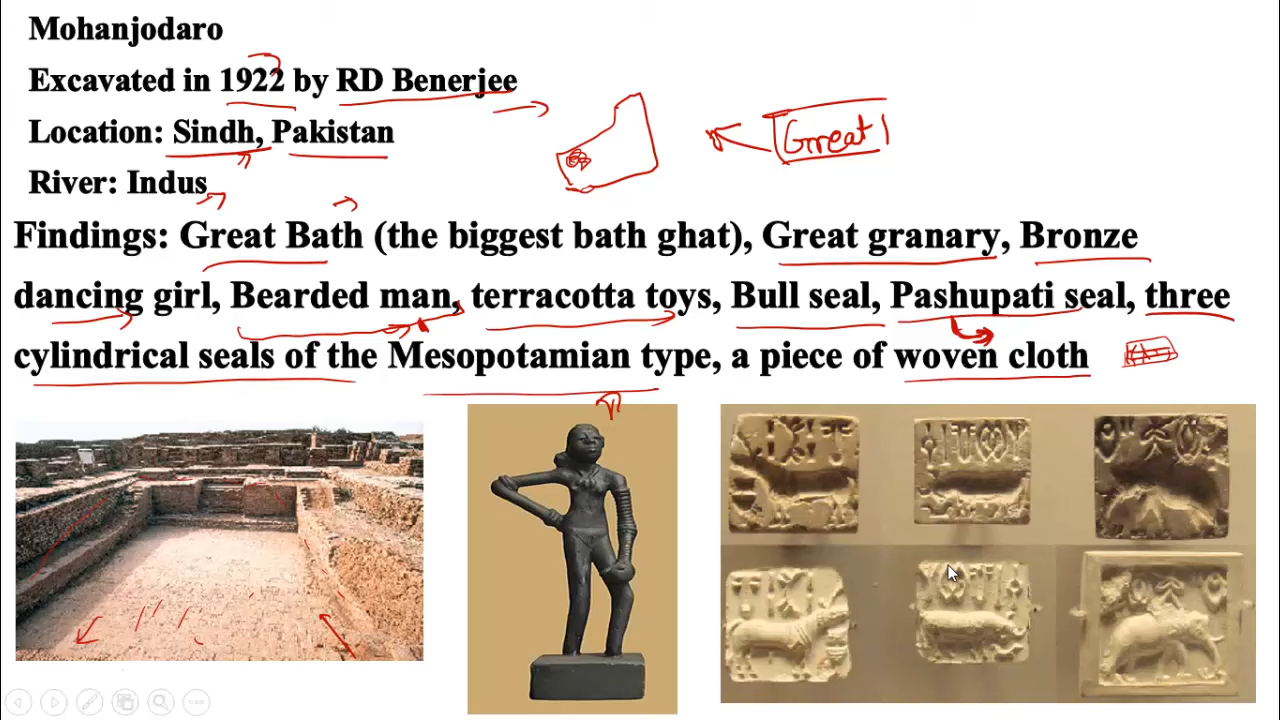 Mohanjodaro
Excavated in 1922 by RD Benerjee
Location: Sindh, Pakistan
Great
River: Indus
Findings: Great Bath (the biggest bath ghat), Great granary, Bronze
dancing girl, Bearded man, terracotta toys, Bull seal, Pashupati seal, three
cylindrical seals of the Mesopotamian type, a piece of woven cloth